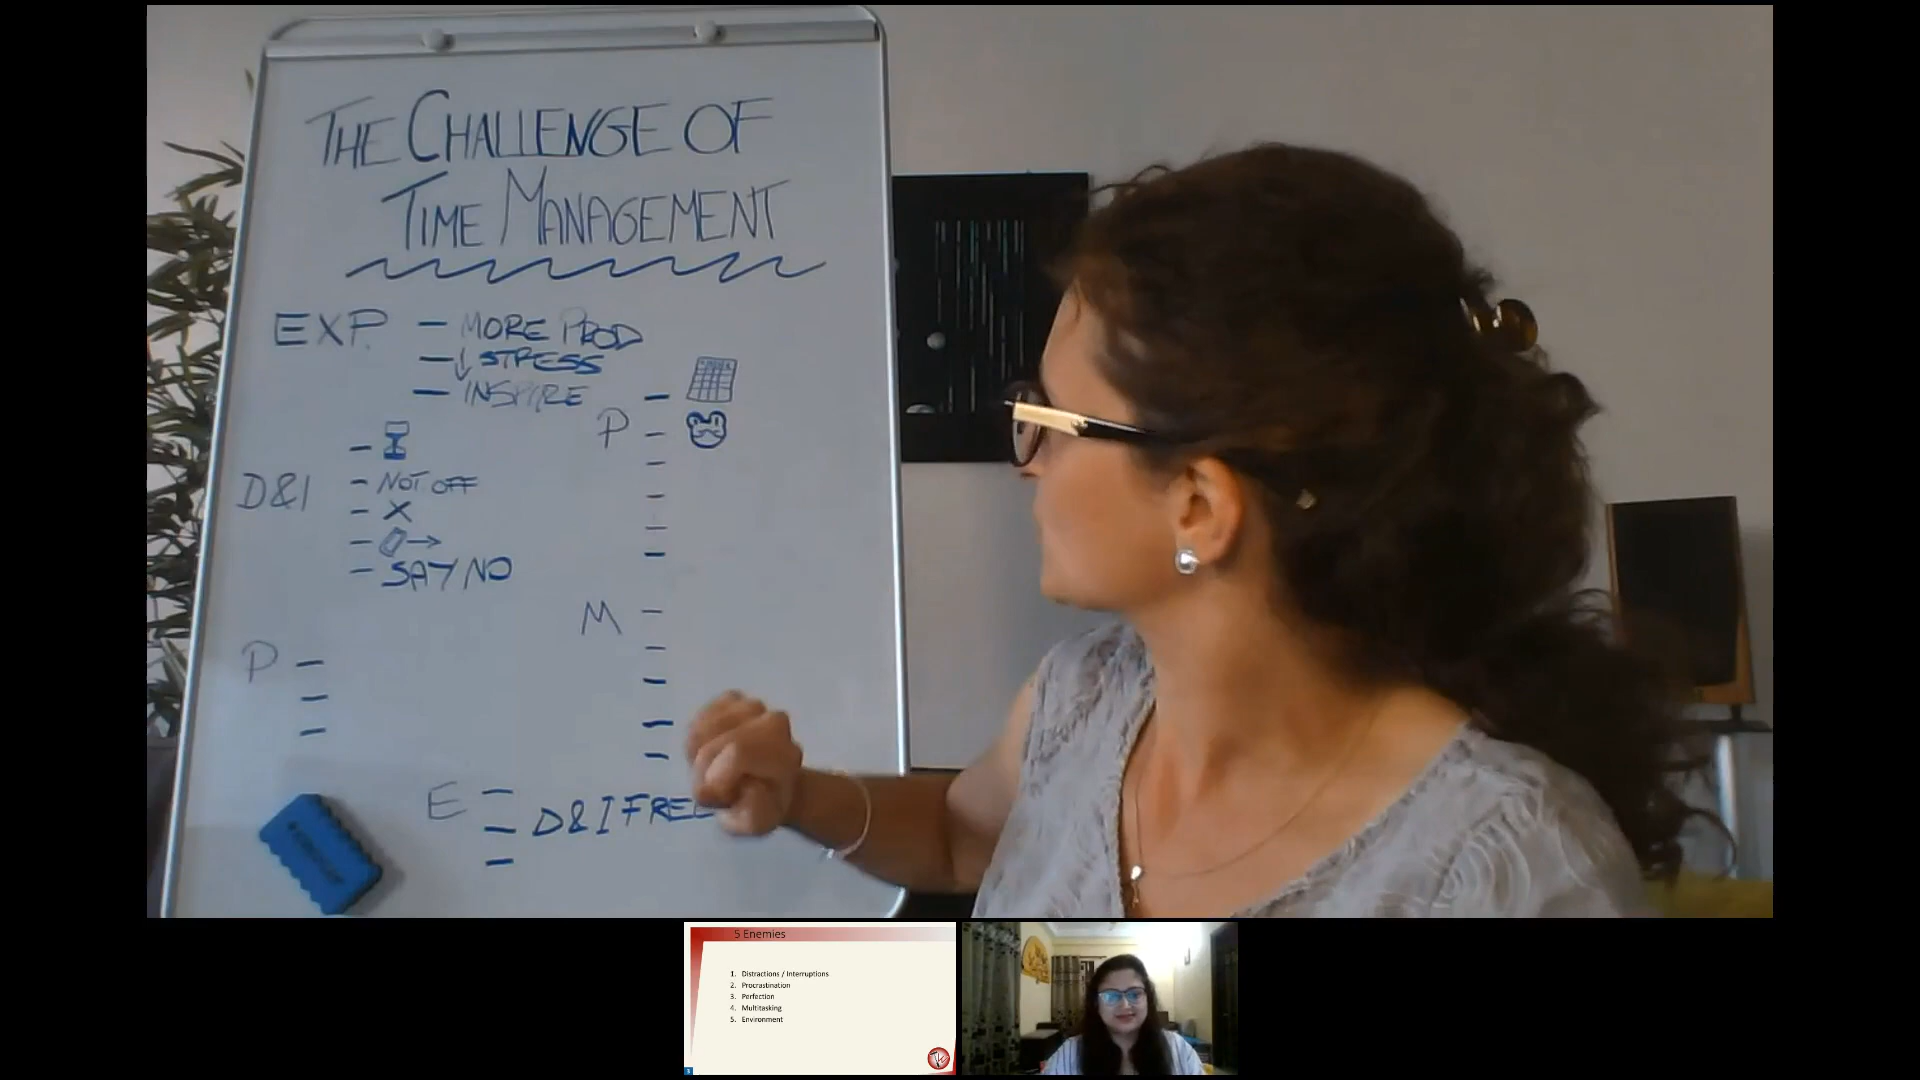 THE CHALLENGE OF
TIME MANAGEMENT
EXP. – MORE PROD
– ↓ STRESS
– INSPIRE
D&I – NOT OFF
– X
– →
– SAY NO
P –
P –
M –
E –
– D&I FREE
5 Enemies
1. Distractions / Interruptions
2. Procrastination
3. Perfection
4. Multitasking
5. Environment